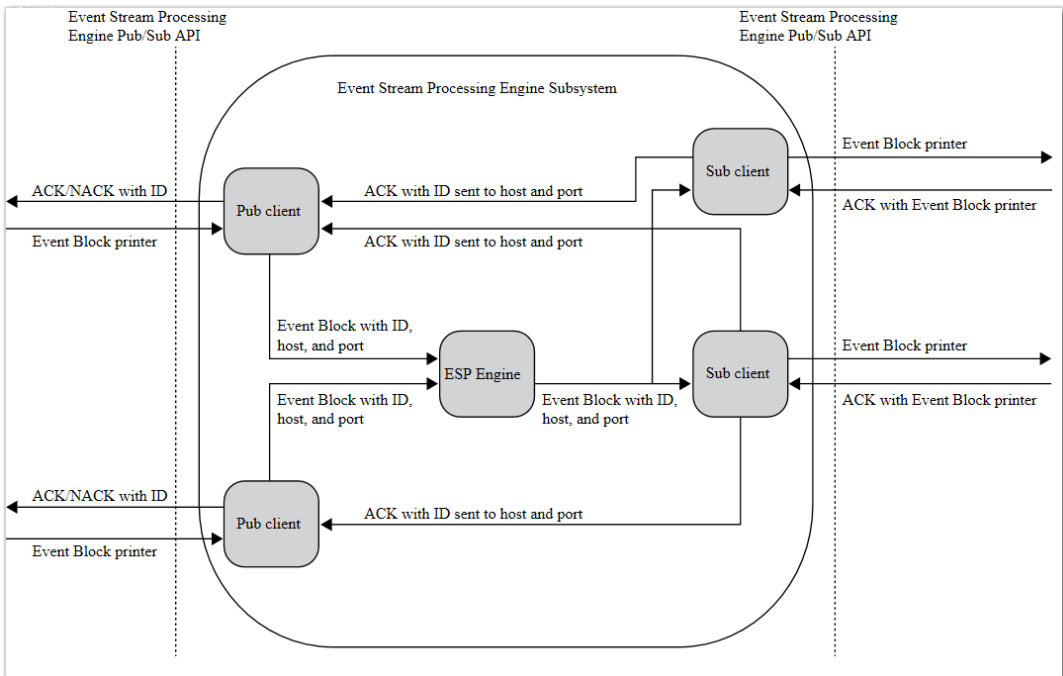 Event Stream Processing
Engine Pub/Sub API
Event Stream Processing
Engine Pub/Sub API
Event Stream Processing Engine Subsystem
Event Block printer
Sub client
ACK/NACK with ID
ACK with ID sent to host and port
ACK with Event Block printer
Pub client
Event Block printer
ACK with ID sent to host and port
Event Block with ID,
host, and port
Event Block printer
ESP Engine
Sub client
Event Block with ID,
host, and port
Event Block with ID,
host, and port
ACK with Event Block printer
ACK/NACK with ID
ACK with ID sent to host and port
Pub client
Event Block printer